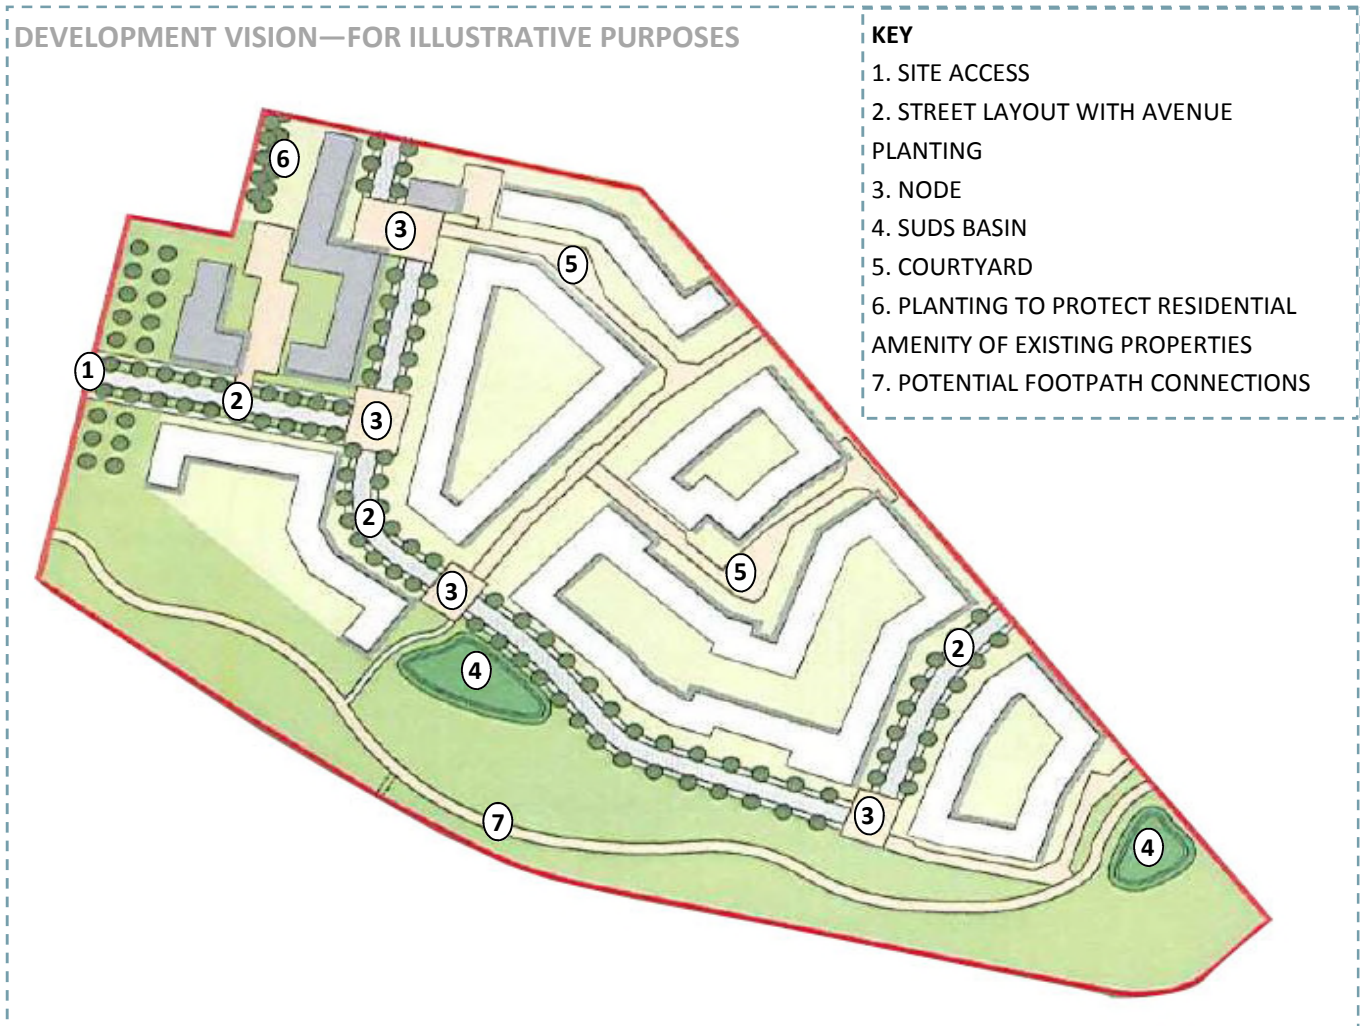 DEVELOPMENT VISION—FOR ILLUSTRATIVE PURPOSES
KEY
1. SITE ACCESS
2. STREET LAYOUT WITH AVENUE
PLANTING
3. NODE
4. SUDS BASIN
5. COURTYARD
6. PLANTING TO PROTECT RESIDENTIAL
AMENITY OF EXISTING PROPERTIES
7. POTENTIAL FOOTPATH CONNECTIONS
6
3
5
1
2
3
2
3
5
4
2
7
3
4